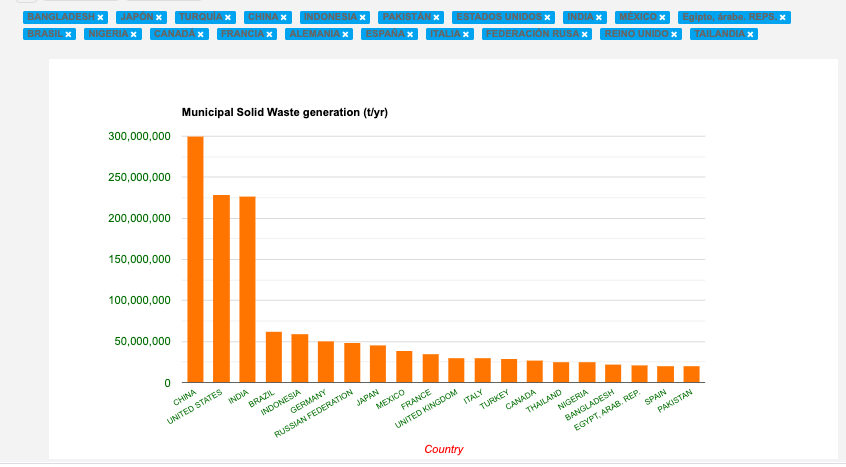 BANGLADESH × JAPÓN × TURQUÍA × CHINA × INDONESIA × PAKISTÁN × ESTADOS UNIDOS × INDIA × MÉXICO × Egipto, árabe. REPS. ×
BRASIL × NIGERIA × CANADÁ × FRANCIA × ALEMANIA × ESPAÑA × ITALIA × FEDERACIÓN RUSA × REINO UNIDO × TAILANDIA ×
Municipal Solid Waste generation (t/yr)
300,000,000
250,000,000
200,000,000
150,000,000
100,000,000
50,000,000
0
CHINA
UNITED STATES
INDIA
BRAZIL
INDONESIA
GERMANY
RUSSIAN FEDERATION
JAPAN
MEXICO
FRANCE
UNITED KINGDOM
ITALY
TURKEY
CANADA
THAILAND
NIGERIA
BANGLADESH
EGYPT, ARAB. REP.
SPAIN
PAKISTAN
Country